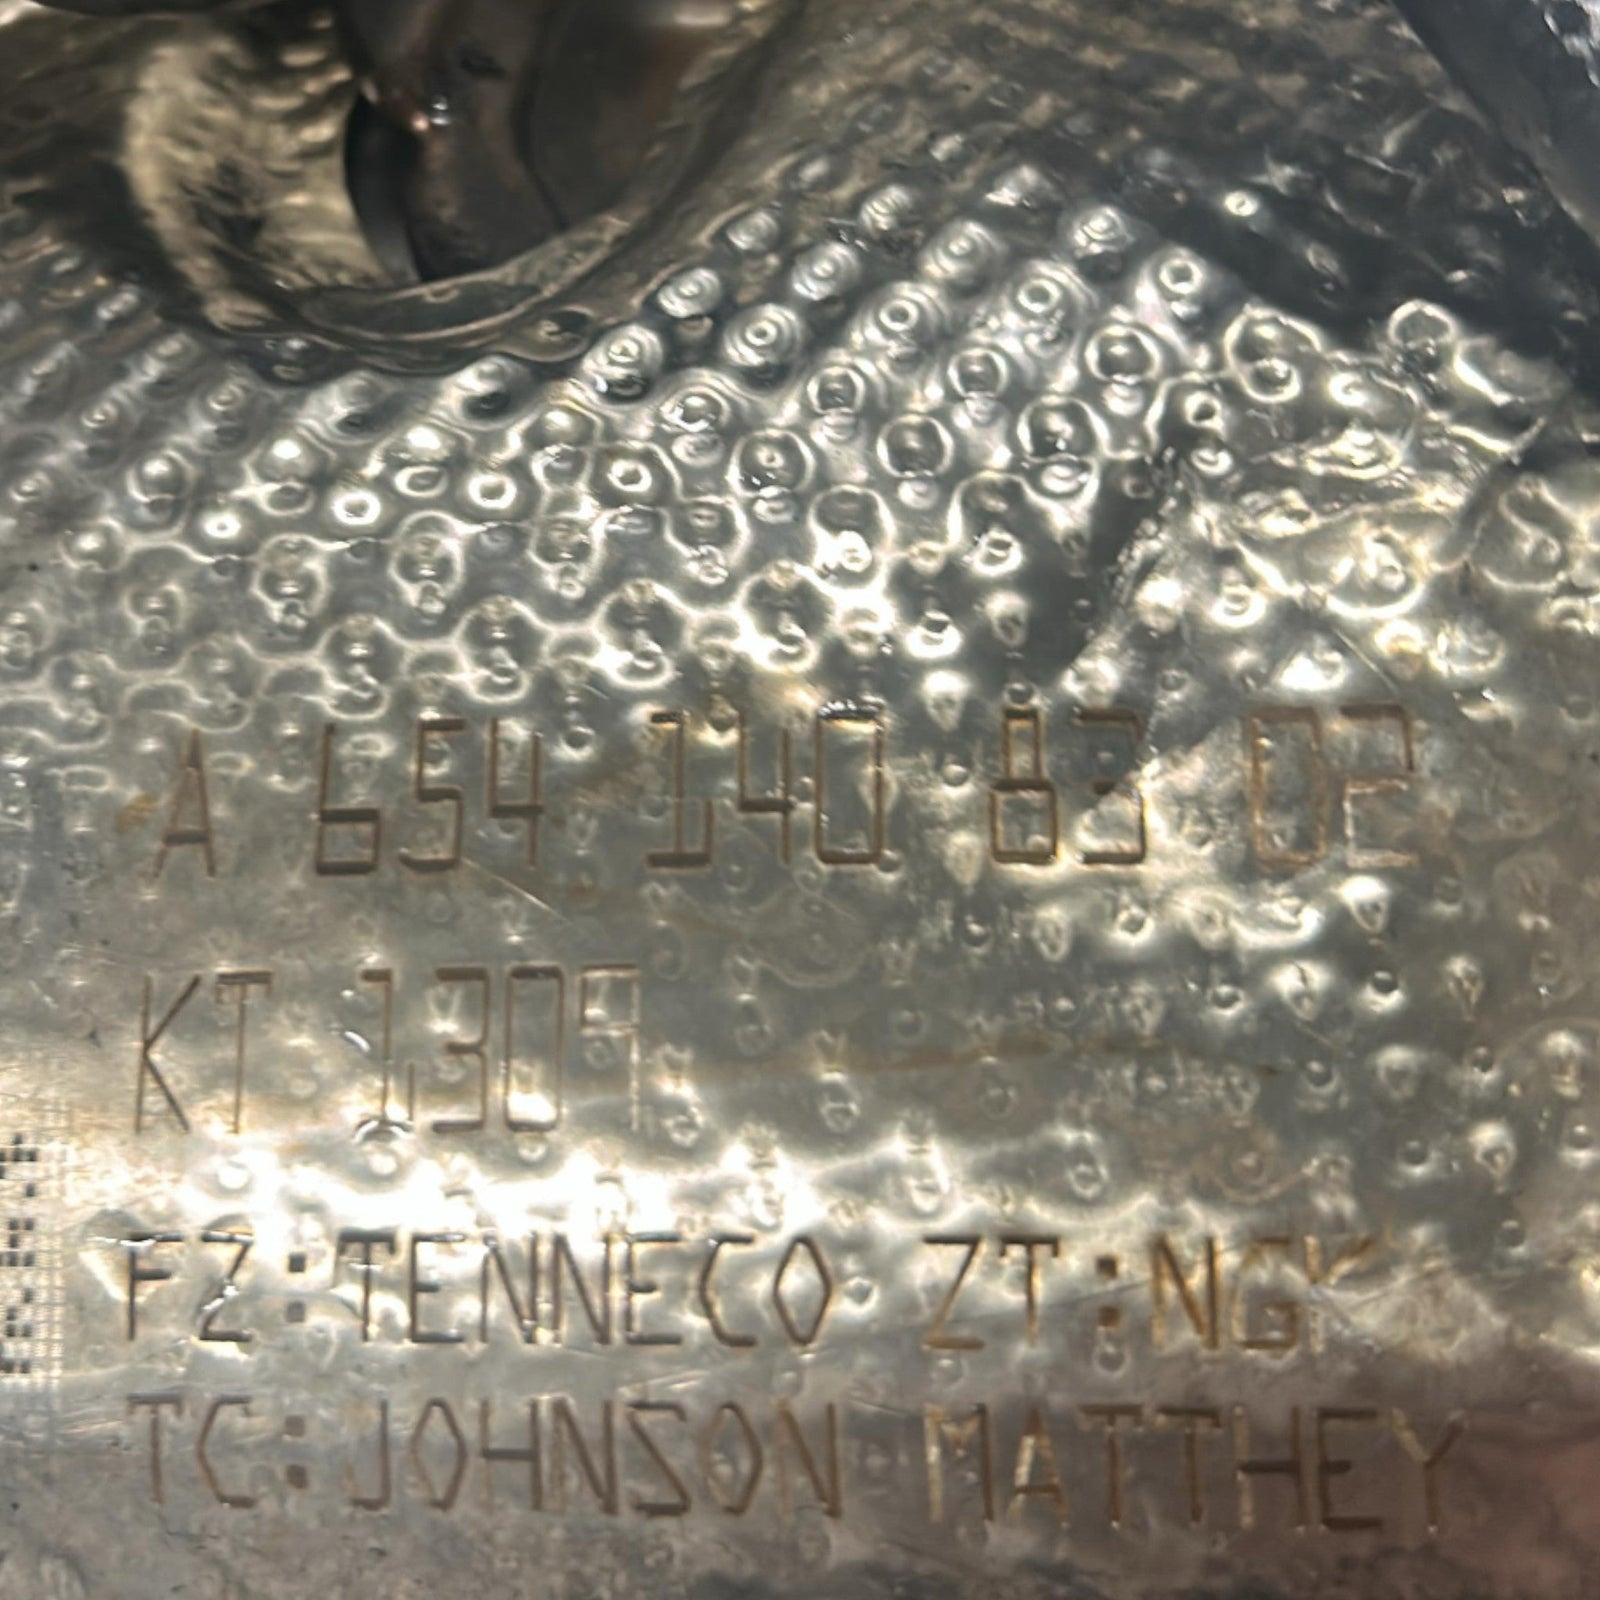 A 654 140 83 02
KT 1309
FZ:TENNECO ZT:NGK
TC:JOHNSON MATTHEY